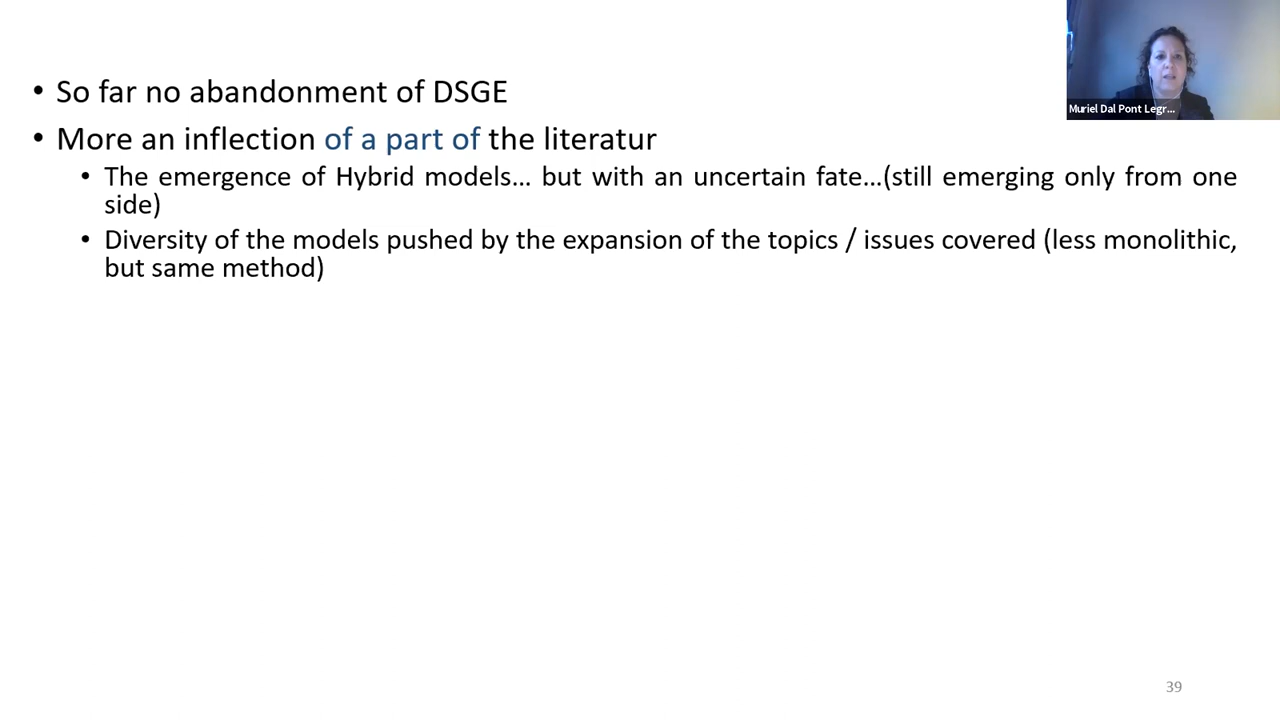 • So far no abandonment of DSGE
• More an inflection of a part of the literatur
• The emergence of Hybrid models… but with an uncertain fate…(still emerging only from one
side)
• Diversity of the models pushed by the expansion of the topics / issues covered (less monolithic,
but same method)
Muriel Dal Pont Legr...
39